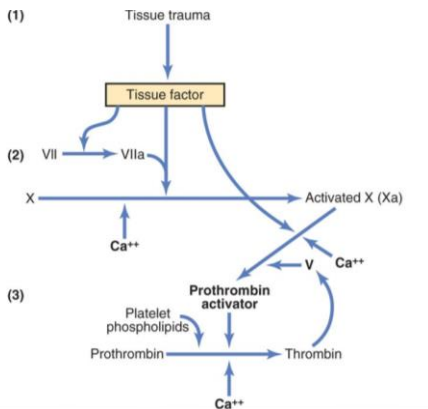 (1)
Tissue trauma
Tissue factor
(2)
VII
VIIa
X
Activated X (Xa)
Ca++
V
Ca++
(3)
Prothrombin
activator
Platelet
phospholipids
Prothrombin
Thrombin
Ca++